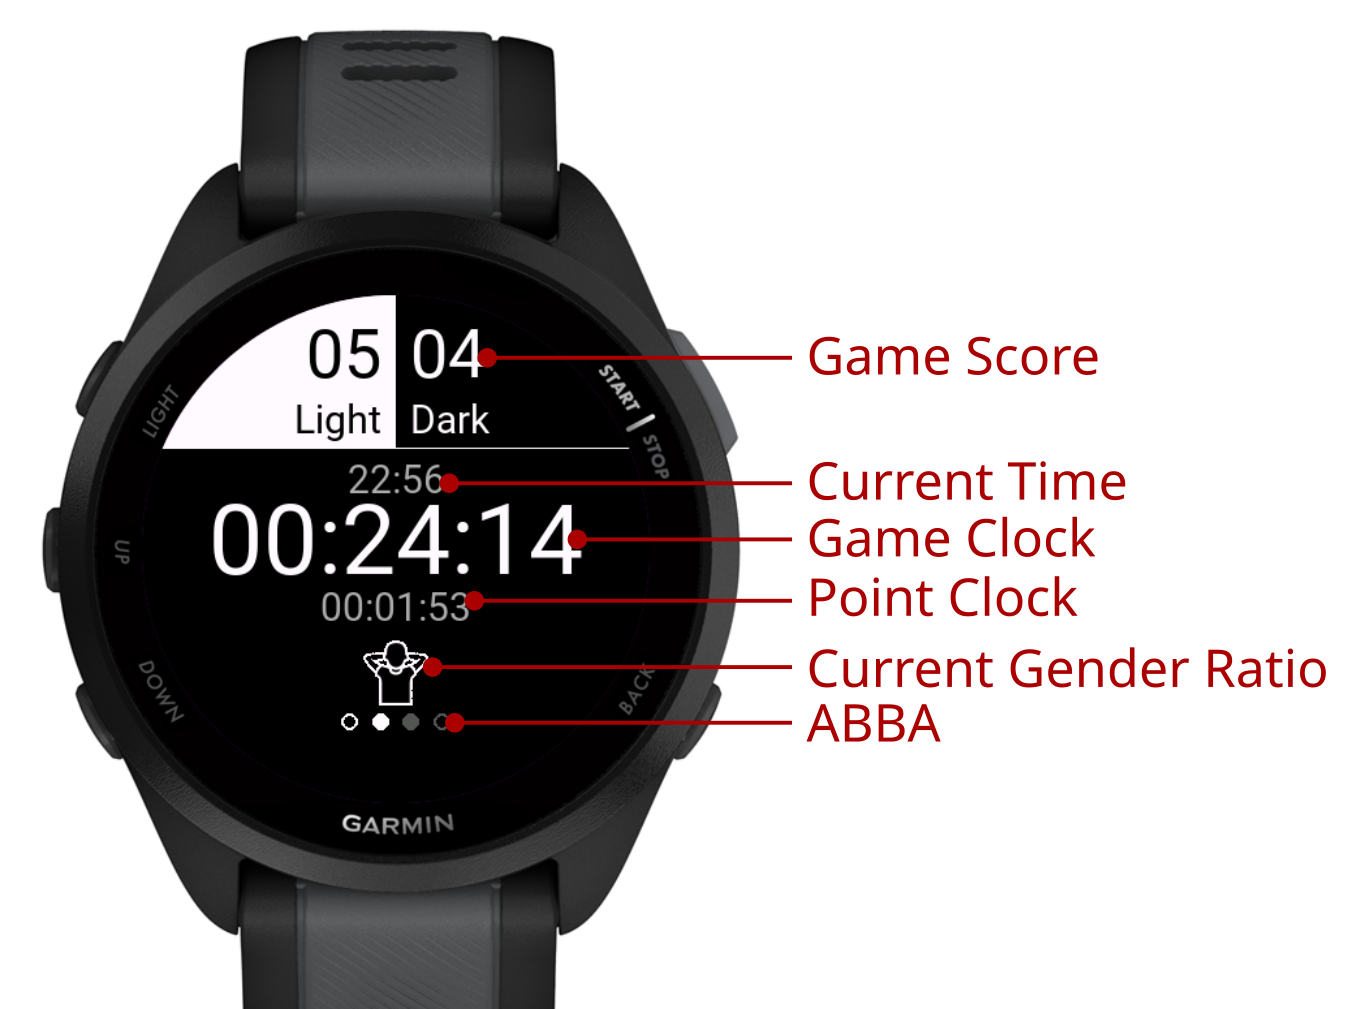 05 04
Light Dark
22:56
00:24:14
00:01:53
LIGHT
UP
DOWN
START
STOP
BACK
GARMIN
Game Score
Current Time
Game Clock
Point Clock
Current Gender Ratio
ABBA